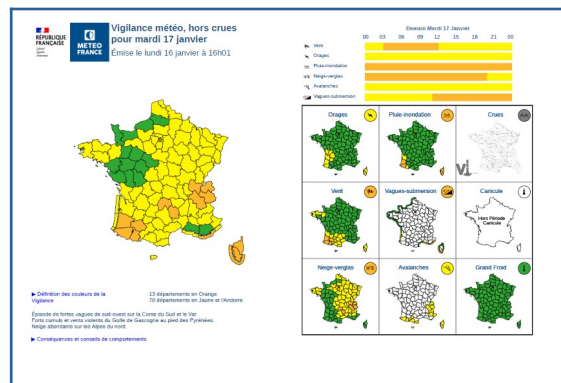 RÉPUBLIQUE
FRANÇAISE
METEO
FRANCE
Vigilance météo, hors crues
pour mardi 17 janvier
Émise le lundi 16 janvier à 16h01
Demain Mardi 17 Janvier
00 03 06 09 12 15 18 21 00
Vent
Orages
Pluie-inondation
Neige-verglas
Avalanches
Vagues-submersion
Orages
Pluie-inondation
Crues
Vent
Vagues-submersion
Canicule
Hors Période
Canicule
Neige-verglas
Avalanches
Grand Froid
▶ Définition des couleurs de la
Vigilance
13 départements en Orange
70 départements en Jaune et l'Andorre
Épisode de fortes vagues de sud-ouest sur la Corse du Sud et le Var.
Forts cumuls et vents violents du Golfe de Gascogne au pied des Pyrénées.
Neige abondante sur les Alpes du nord.
▶ Conséquences et conseils de comportements